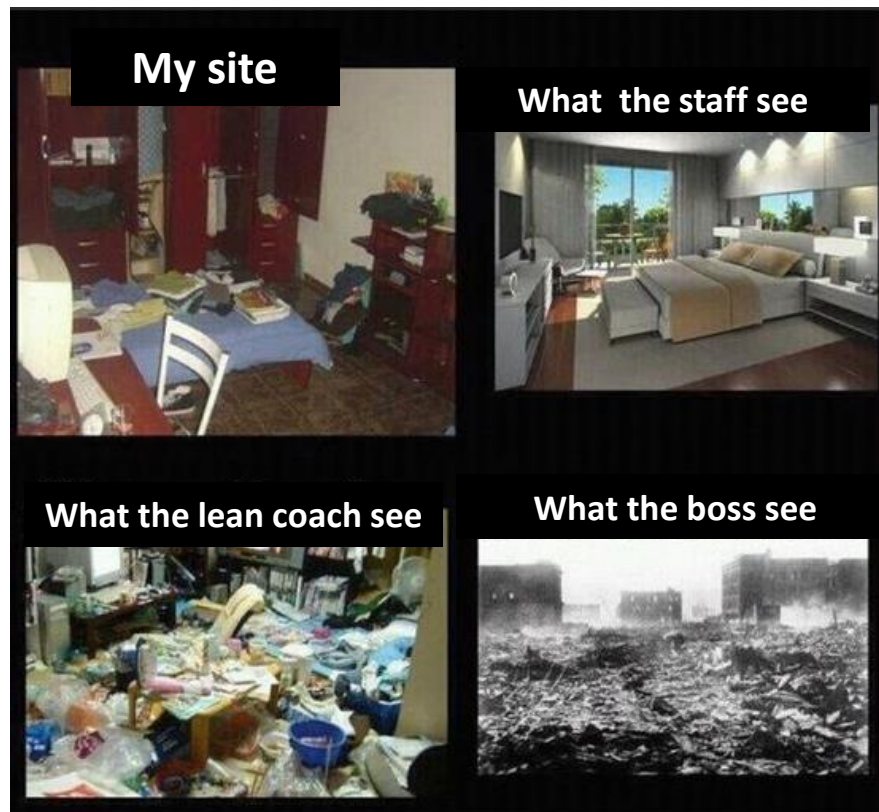 My site
What the staff see
What the lean coach see
What the boss see